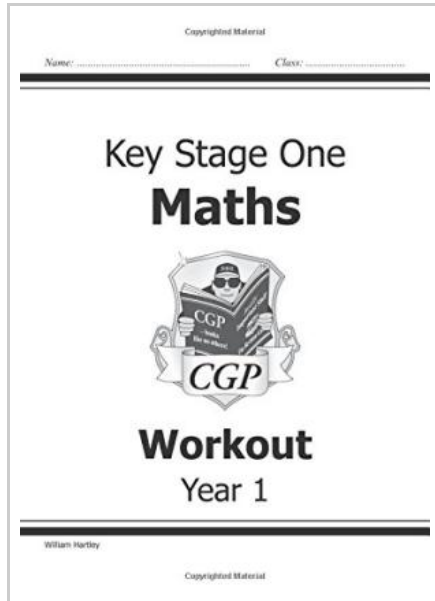 Copyrighted Material
Name: ........................................................ Class: ..................................
Key Stage One
Maths
CGP
CGP
Workout
Year 1
William Hartley
Copyrighted Material